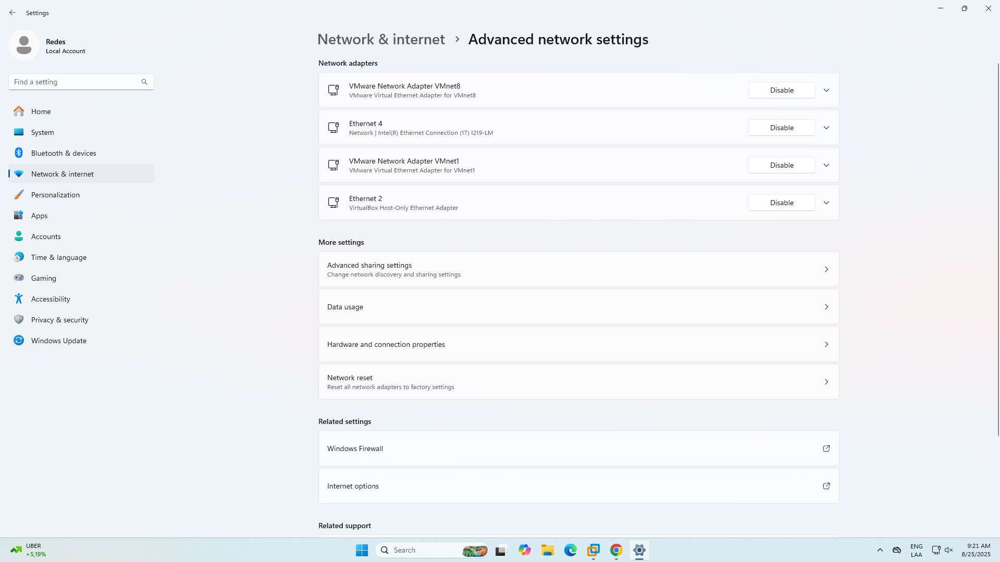 Settings
Redes
Local Account
Find a setting
Home
System
Bluetooth & devices
Network & internet
Personalization
Apps
Accounts
Time & language
Gaming
Accessibility
Privacy & security
Windows Update
Network & internet > Advanced network settings
Network adapters
VMware Network Adapter VMnet8
VMware Virtual Ethernet Adapter for VMnet8
Disable
Ethernet 4
Network | Intel(R) Ethernet Connection (17) I219-LM
Disable
VMware Network Adapter VMnet1
VMware Virtual Ethernet Adapter for VMnet1
Disable
Ethernet 2
VirtualBox Host-Only Ethernet Adapter
Disable
More settings
Advanced sharing settings
Change network discovery and sharing settings
Data usage
Hardware and connection properties
Network reset
Reset all network adapters to factory settings
Related settings
Windows Firewall
Internet options
Related support
UBER
+5,19%
Search
ENG
LAA
9:21 AM
8/25/2025